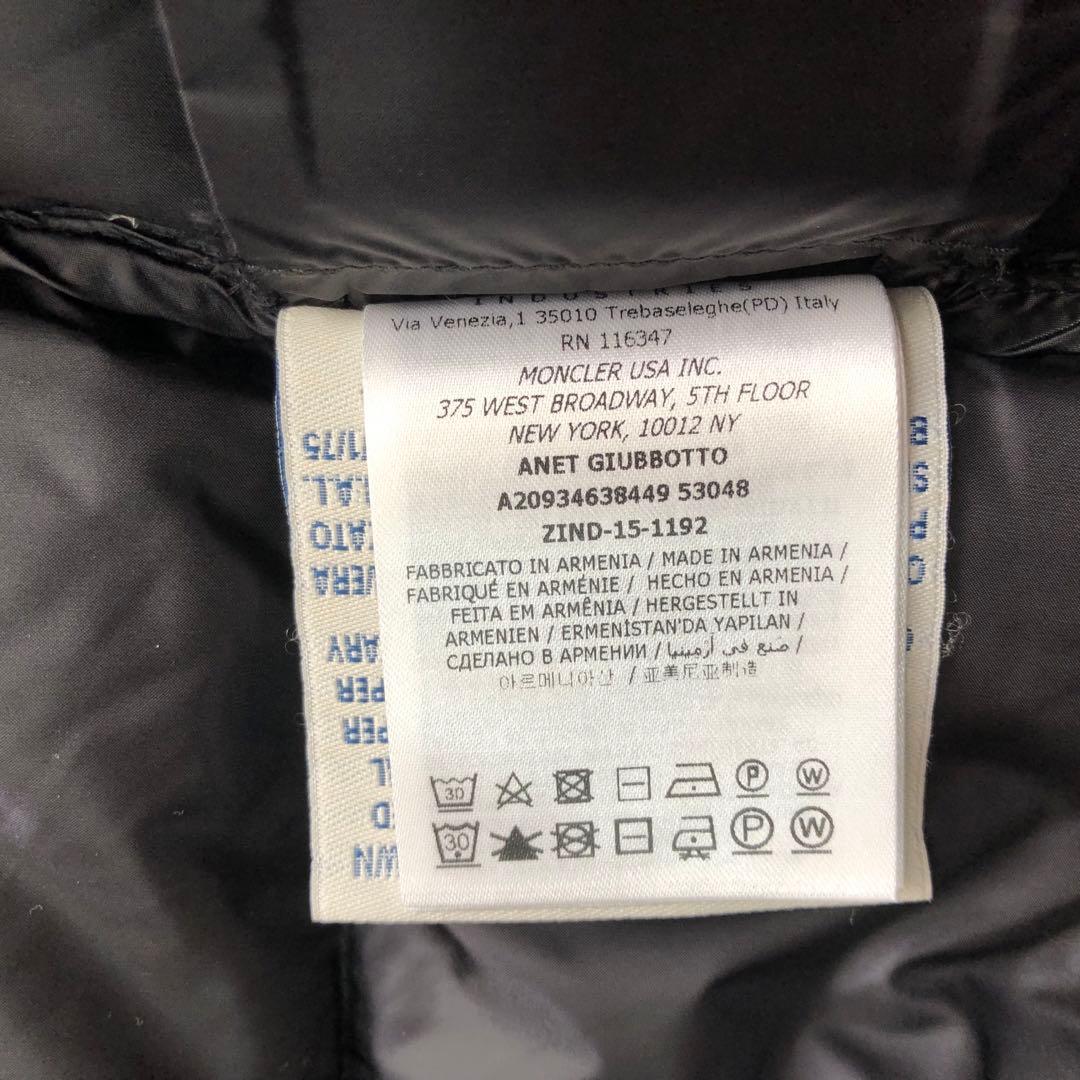 INDUSTRIES
Via Venezia,1 35010 Trebaseleghe(PD) Italy
RN 116347
MONCLER USA INC.
375 WEST BROADWAY, 5TH FLOOR
NEW YORK, 10012 NY
ANET GIUBBOTTO
A20934638449 53048
ZIND-15-1192
FABBRICATO IN ARMENIA / MADE IN ARMENIA /
FABRIQUÉ EN ARMÉNIE / HECHO EN ARMENIA /
FEITA EM ARMÊNIA / HERGESTELLT IN
ARMENIEN / ERMENİSTAN'DA YAPILAN /
СДЕЛАНО В АРМЕНИИ / صنع في أرمينيا /
아르메니아산 / 亚美尼亚制造
30 P W
30 P W